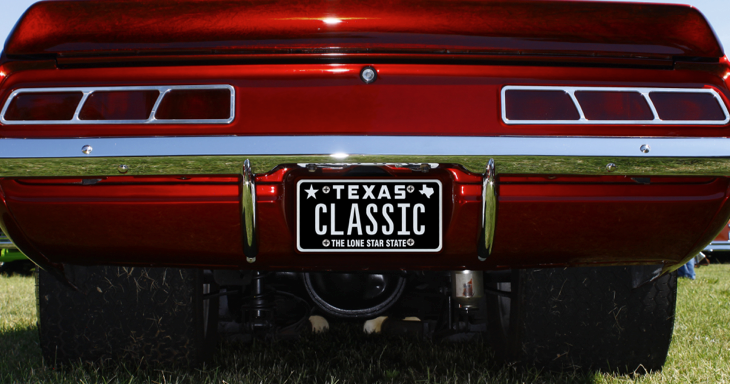 TEXAS
CLASSIC
THE LONE STAR STATE